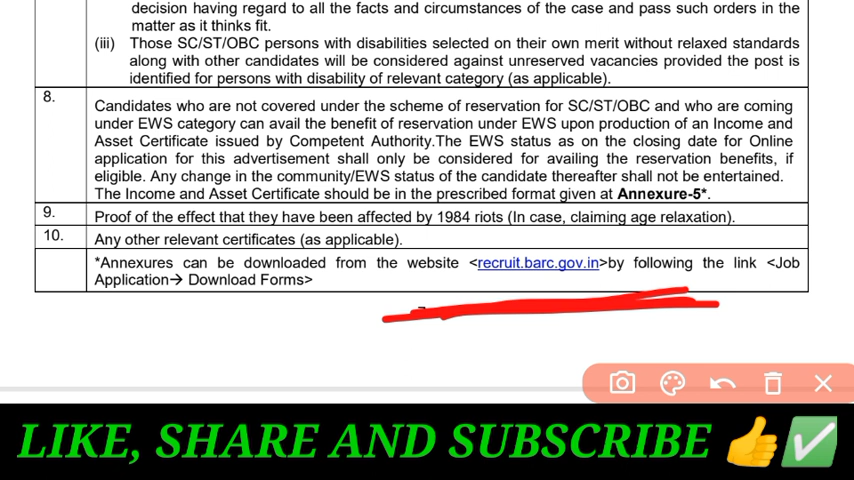 decision having regard to all the facts and circumstances of the case and pass such orders in the
matter as it thinks fit.
(iii) Those SC/ST/OBC persons with disabilities selected on their own merit without relaxed standards
along with other candidates will be considered against unreserved vacancies provided the post is
identified for persons with disability of relevant category (as applicable).
8.
Candidates who are not covered under the scheme of reservation for SC/ST/OBC and who are coming
under EWS category can avail the benefit of reservation under EWS upon production of an Income and
Asset Certificate issued by Competent Authority.The EWS status as on the closing date for Online
application for this advertisement shall only be considered for availing the reservation benefits, if
eligible. Any change in the community/EWS status of the candidate thereafter shall not be entertained.
The Income and Asset Certificate should be in the prescribed format given at Annexure-5*.
9. Proof of the effect that they have been affected by 1984 riots (In case, claiming age relaxation).
10. Any other relevant certificates (as applicable).
*Annexures can be downloaded from the website <recruit.barc.gov.in>by following the link <Job
Application→ Download Forms>
LIKE, SHARE AND SUBSCRIBE 👍✅